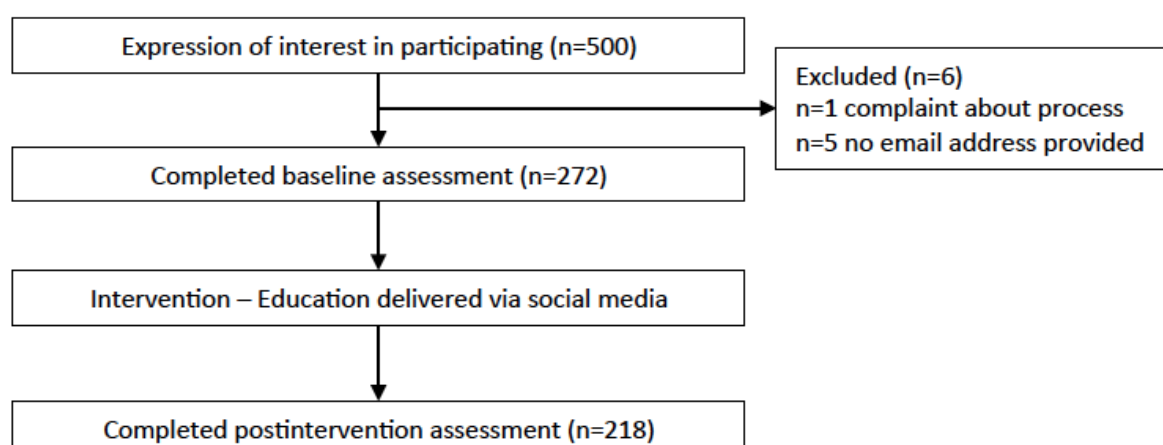 Expression of interest in participating (n=500)
Excluded (n=6)
n=1 complaint about process
n=5 no email address provided
Completed baseline assessment (n=272)
Intervention – Education delivered via social media
Completed postintervention assessment (n=218)